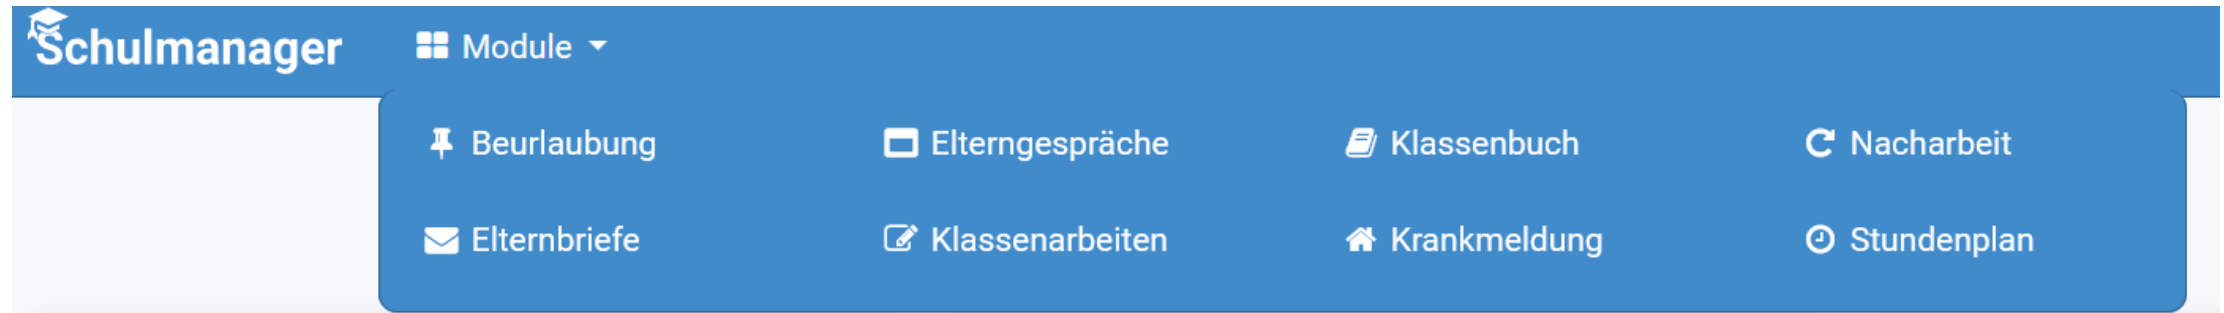 Schulmanager Module
Beurlaubung Elterngespräche Klassenbuch Nacharbeit
Elternbriefe Klassenarbeiten Krankmeldung Stundenplan